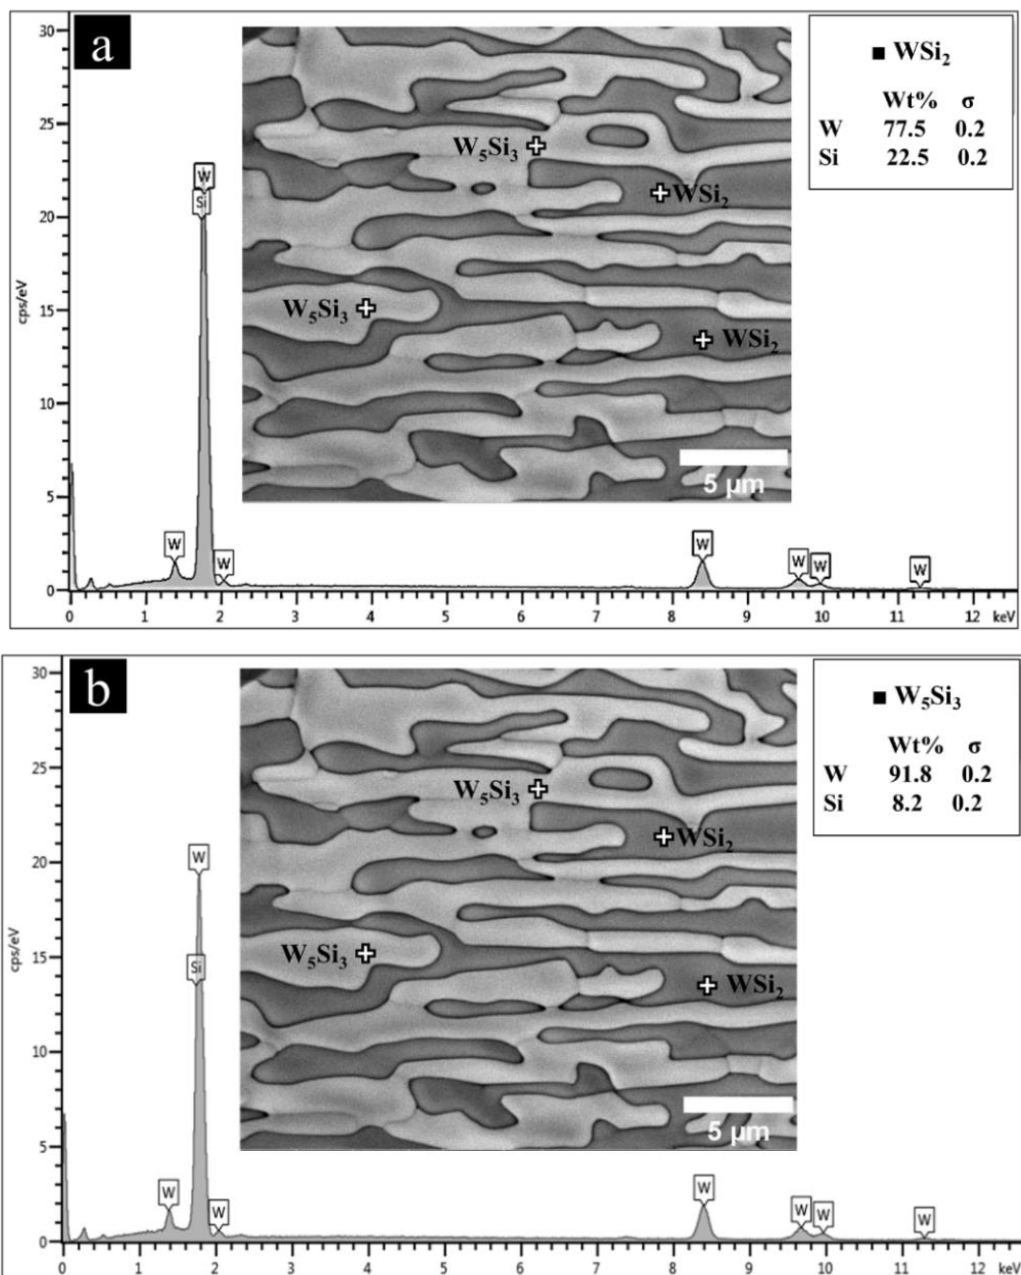 a
■ WSi₂
Wt% σ
W 77.5 0.2
Si 22.5 0.2
cps/eV
30
25
20
15
10
5
0
W
Si
W
W
W
W
W
W
W₅Si₃
WSi₂
W₅Si₃
WSi₂
5 µm
0 1 2 3 4 5 6 7 8 9 10 11 12 keV
b
■ W₅Si₃
Wt% σ
W 91.8 0.2
Si 8.2 0.2
cps/eV
30
25
20
15
10
5
0
W
Si
W
W
W
W
W
W
W₅Si₃
WSi₂
W₅Si₃
WSi₂
5 µm
0 1 2 3 4 5 6 7 8 9 10 11 12 keV